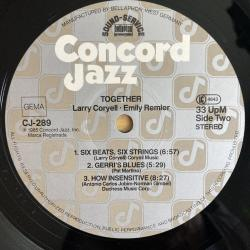 MANUFACTURED BY BELLAPHON, WEST GERMANY
SOUND-SERVICE
bellaphon
Concord
Jazz
TOGETHER
Larry Coryell · Emily Remler
GEMA
33 UpM
CJ-289
Side Two
℗ 1985 Concord Jazz, Inc.
STEREO
Marca Registrada
1. SIX BEATS, SIX STRINGS (6:57)
(Larry Coryell) Coryell Music
2. GERRI'S BLUES (5:29)
(Pat Martino)
3. HOW INSENSITIVE (8:27)
(Antonio Carlos Jobim-Norman Gimbel)
Duchess Music Corp.